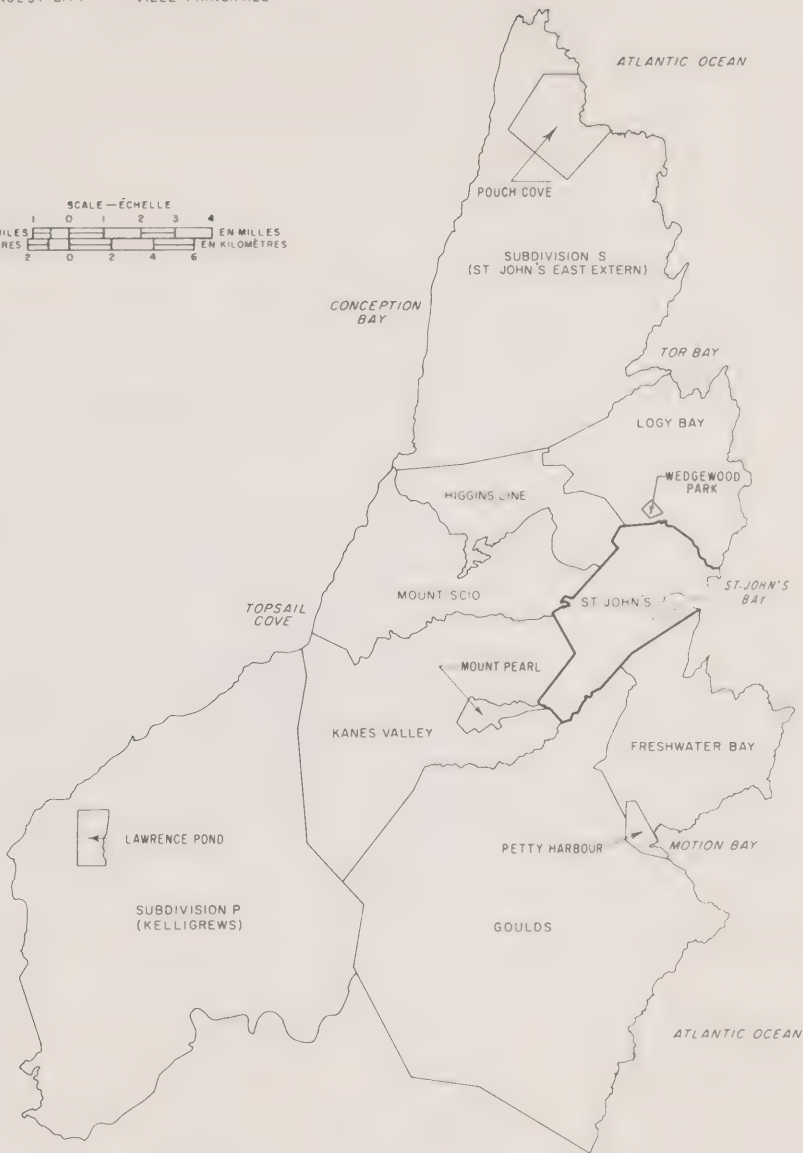 VILLE PRINCIPALE
ATLANTIC OCEAN
SCALE—ÉCHELLE
1 0 1 2 3 4
EN MILLES
EN KILOMÈTRES
2 0 2 4 6
POUCH COVE
SUBDIVISION S
(ST JOHN'S EAST EXTERN)
CONCEPTION
BAY
TOR BAY
LOGY BAY
WEDGEWOOD
PARK
HIGGINS LINE
ST. JOHN'S
BAY
MOUNT SCIO
ST JOHN'S
TOPSAIL
COVE
MOUNT PEARL
KANES VALLEY
FRESHWATER BAY
LAWRENCE POND
PETTY HARBOUR
MOTION BAY
SUBDIVISION P
(KELLIGREWS)
GOULDS
ATLANTIC OCEAN